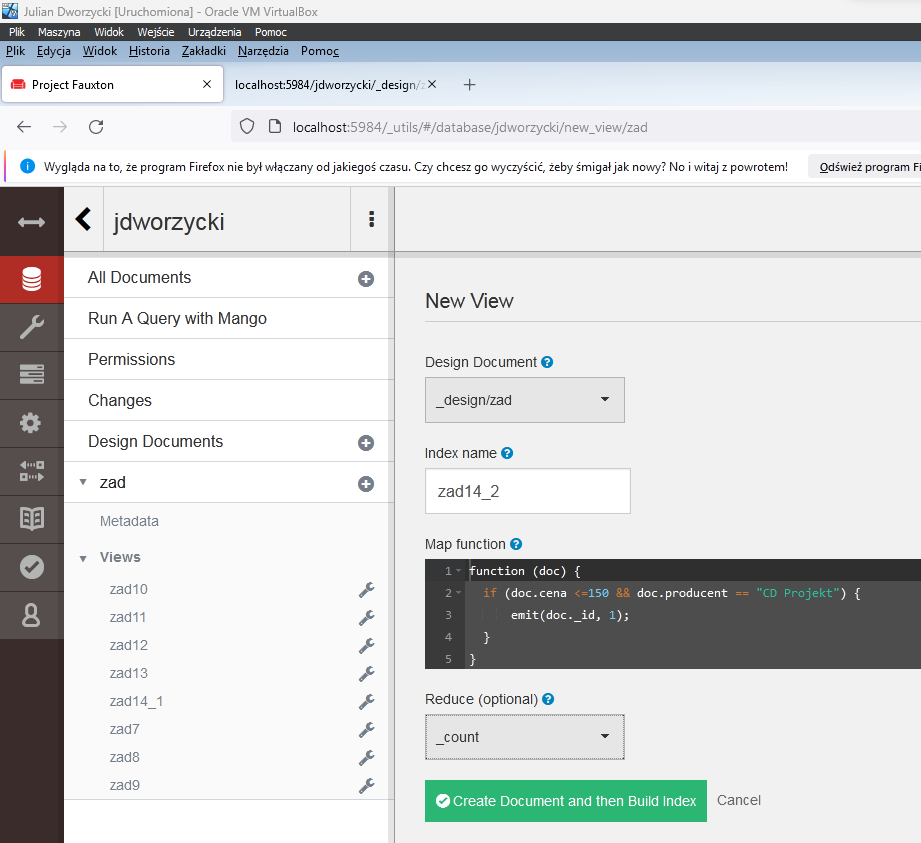 Julian Dworzycki [Uruchomiona] - Oracle VM VirtualBox
Plik Maszyna Widok Wejście Urządzenia Pomoc
Plik Edycja Widok Historia Zakładki Narzędzia Pomoc
Project Fauxton
localhost:5984/jdworzycki/_design/z
localhost:5984/_utils/#/database/jdworzycki/new_view/zad
Wygląda na to, że program Firefox nie był włączany od jakiegoś czasu. Czy chcesz go wyczyścić, żeby śmigał jak nowy? No i witaj z powrotem!
Odśwież program Fi
jdworzycki
All Documents
Run A Query with Mango
Permissions
Changes
Design Documents
zad
Metadata
Views
zad10
zad11
zad12
zad13
zad14_1
zad7
zad8
zad9
New View
Design Document
_design/zad
Index name
zad14_2
Map function
1 function (doc) {
2 if (doc.cena <=150 && doc.producent == "CD Projekt") {
3 emit(doc._id, 1);
4 }
5 }
Reduce (optional)
_count
Create Document and then Build Index Cancel